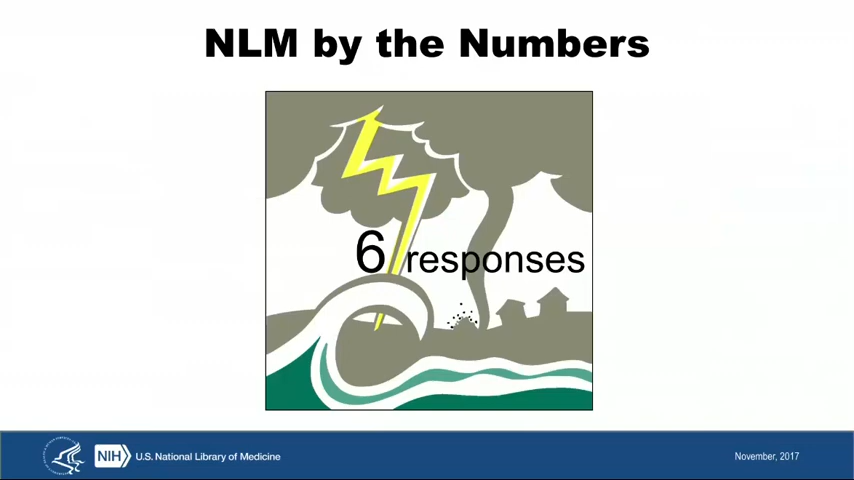 NLM by the Numbers
6 responses
NIH U.S. National Library of Medicine
November, 2017